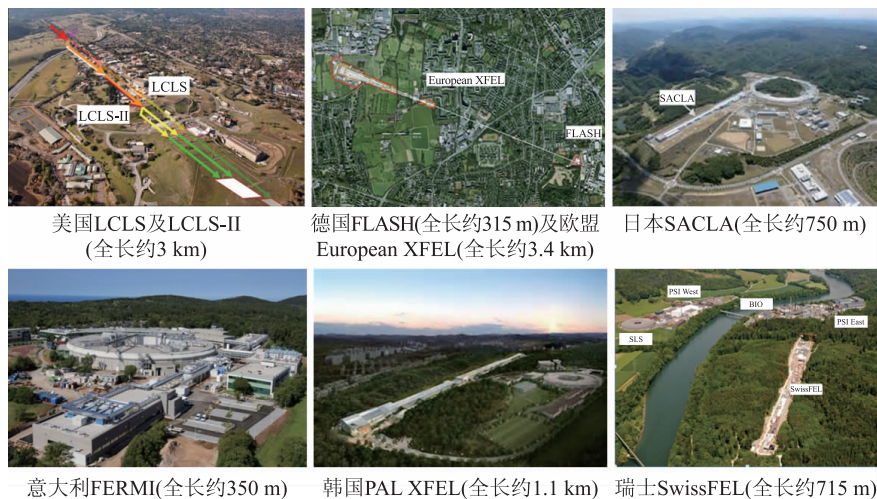 LCLS
LCLS-II
European XFEL
FLASH
SACLA
美国LCLS及LCLS-II
(全长约3 km)
德国FLASH(全长约315 m)及欧盟
European XFEL(全长约3.4 km)
日本SACLA(全长约750 m)
PSI West
BIO
PSI East
SLS
SwissFEL
意大利FERMI(全长约350 m)
韩国PAL XFEL(全长约1.1 km)
瑞士SwissFEL(全长约715 m)